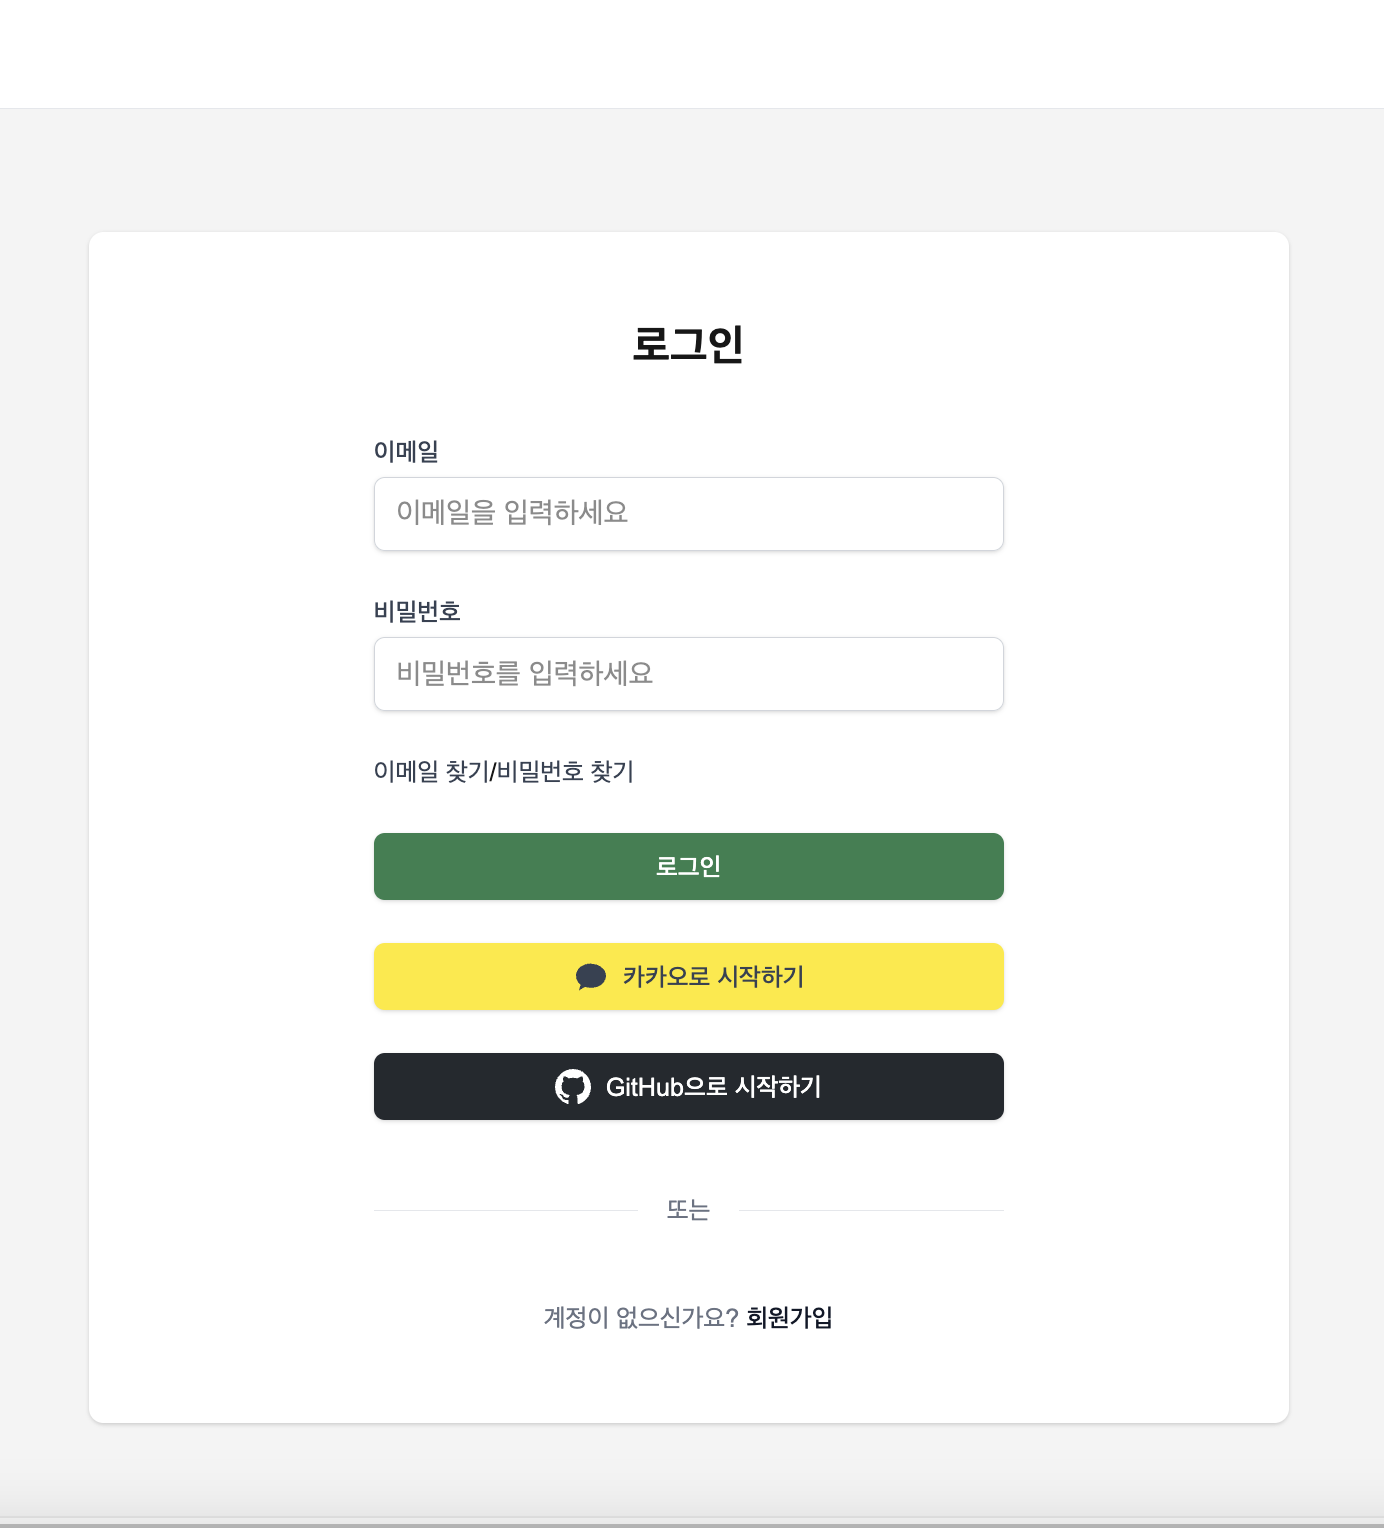 로그인
이메일
이메일을 입력하세요
비밀번호
비밀번호를 입력하세요
이메일 찾기/비밀번호 찾기
로그인
카카오로 시작하기
GitHub으로 시작하기
또는
계정이 없으신가요? 회원가입